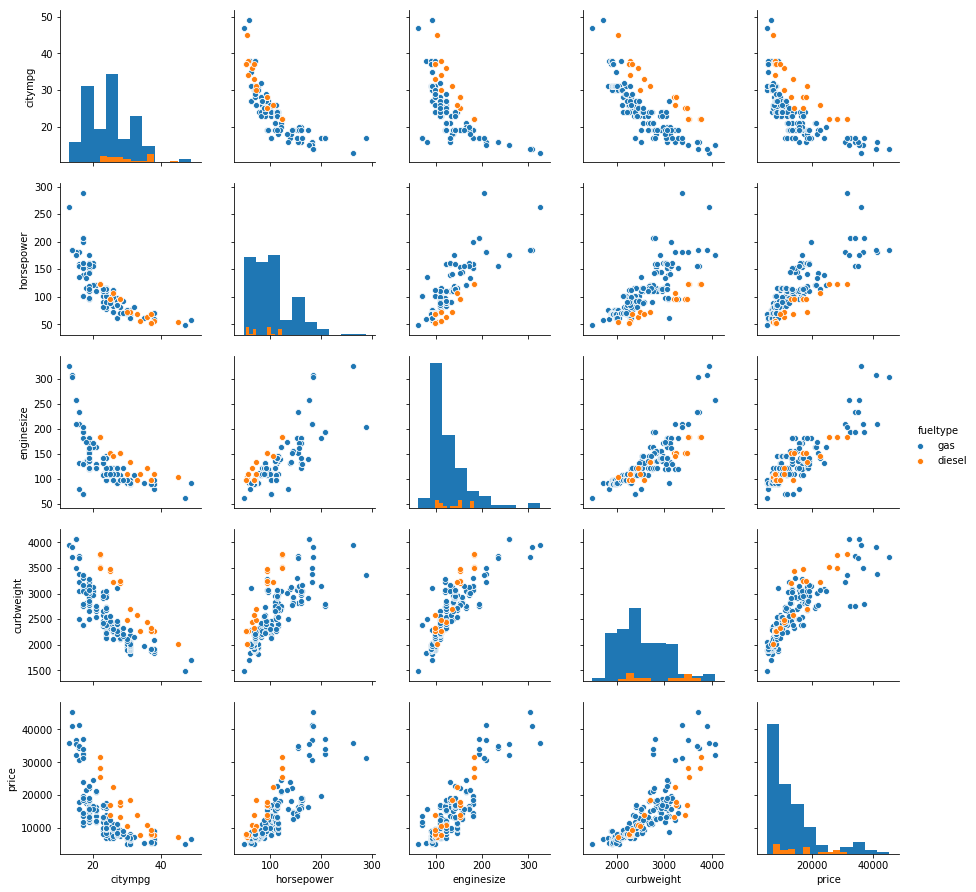 50
40
30
20
citympg
300
250
200
150
100
50
horsepower
350
300
250
200
150
100
50
enginesize
fueltype
gas
diesel
4000
3500
3000
2500
2000
1500
curbweight
40000
30000
20000
10000
price
20 40
citympg
100 200 300
horsepower
100 200 300
enginesize
2000 3000 4000
curbweight
20000 40000
price